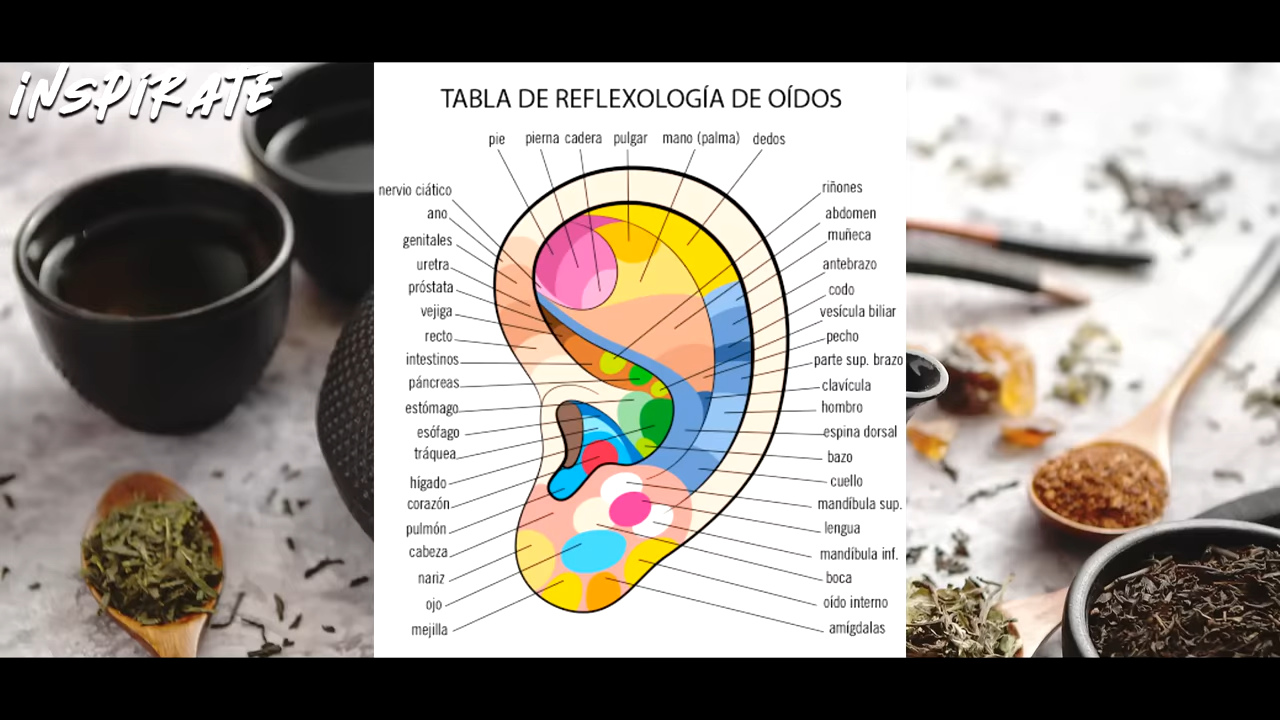 iNSPiRATE
TABLA DE REFLEXOLOGÍA DE OÍDOS
pie pierna cadera pulgar mano (palma) dedos
nervio ciático
ano
genitales
uretra
próstata
vejiga
recto
intestinos
páncreas
estómago
esófago
tráquea
hígado
corazón
pulmón
cabeza
nariz
ojo
mejilla
riñones
abdomen
muñeca
antebrazo
codo
vesícula biliar
pecho
parte sup. brazo
clavícula
hombro
espina dorsal
bazo
cuello
mandíbula sup.
lengua
mandíbula inf.
boca
oído interno
amígdalas